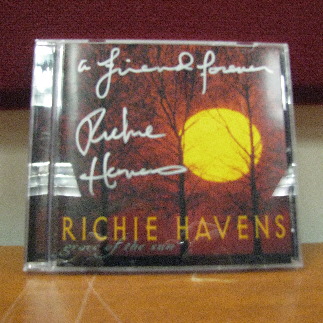 a friend forever
Richie
Havens
RICHIE HAVENS
grace of the sun